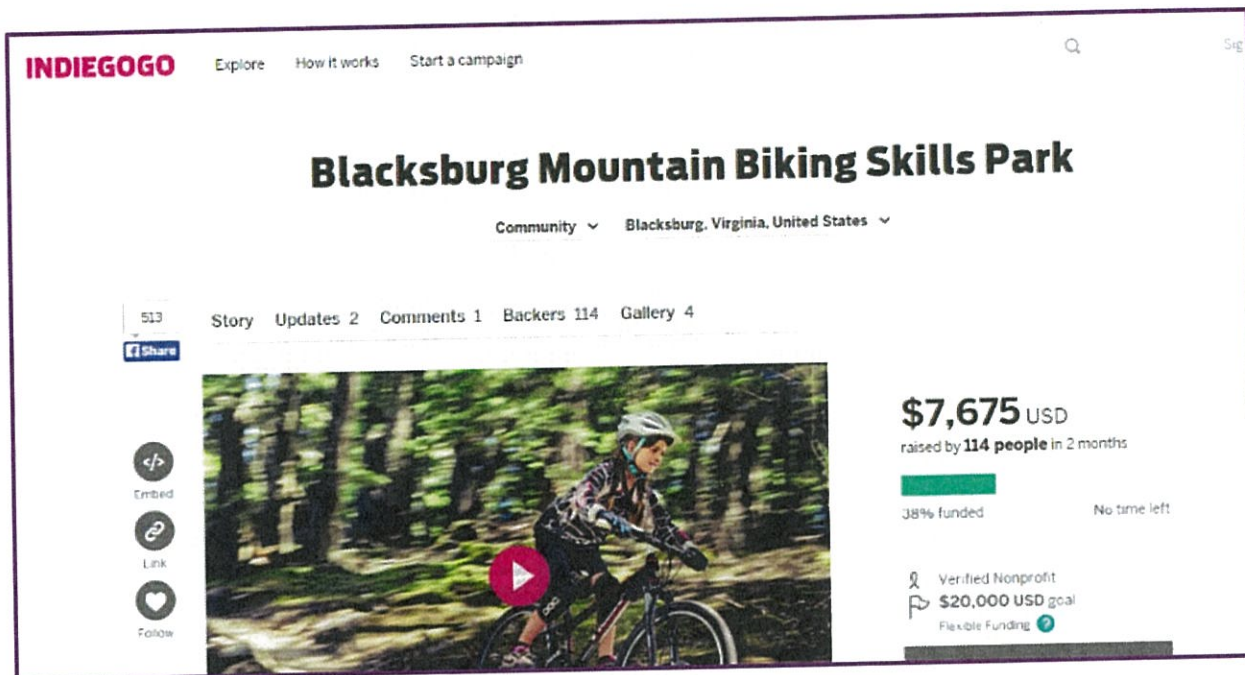 INDIEGOGO Explore How it works Start a campaign Sig
Blacksburg Mountain Biking Skills Park
Community Blacksburg, Virginia, United States
513 Story Updates 2 Comments 1 Backers 114 Gallery 4
Share
$7,675 USD
raised by 114 people in 2 months
38% funded No time left
Embed
Link
Follow
Verified Nonprofit
$20,000 USD goal
Flexible Funding ?